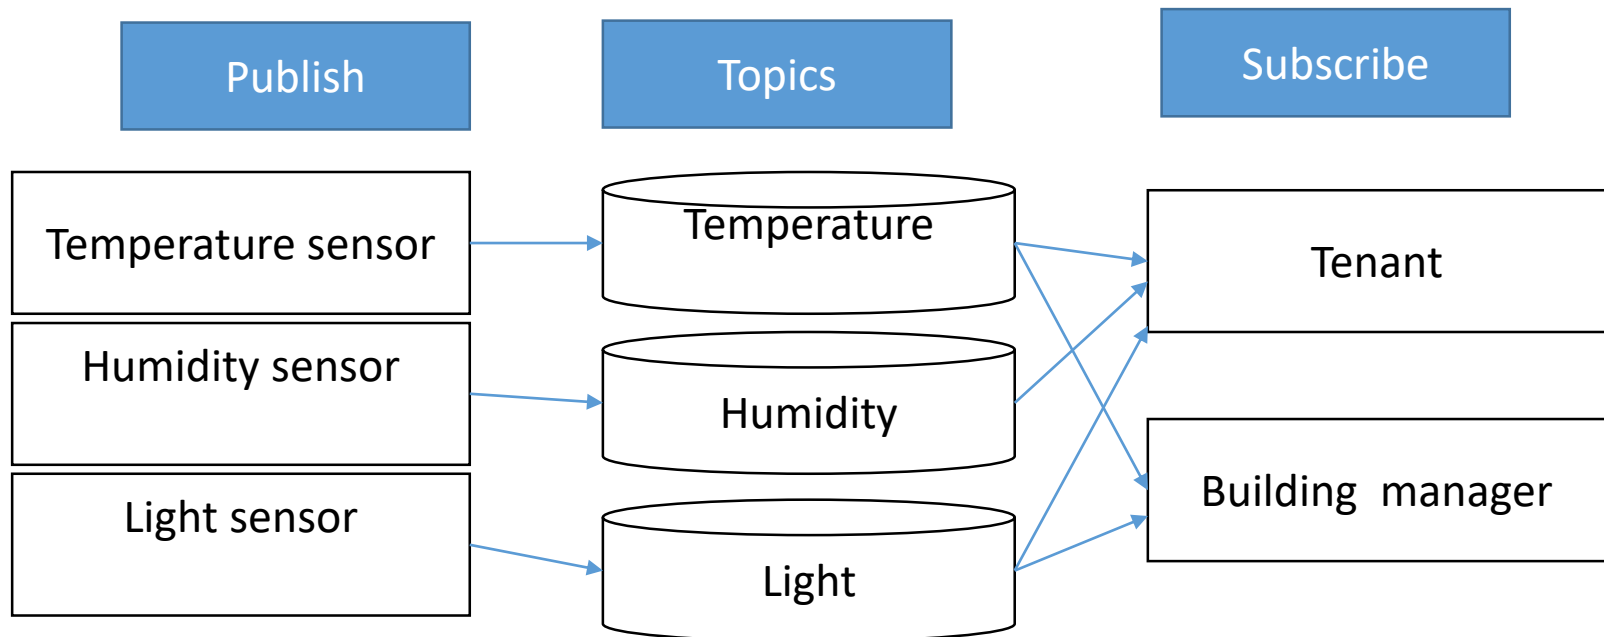 Publish
Topics
Subscribe
Temperature sensor
Temperature
Tenant
Humidity sensor
Humidity
Building manager
Light sensor
Light